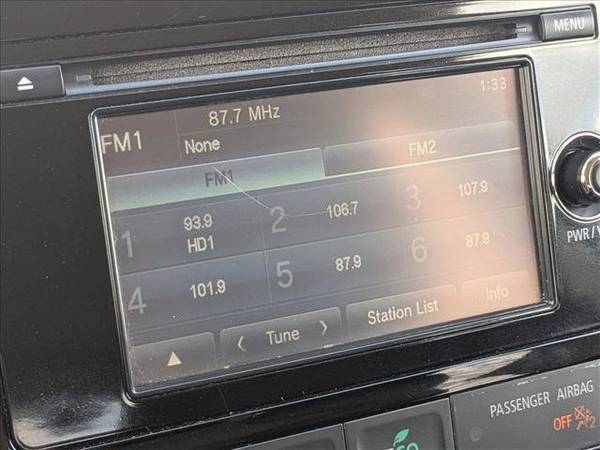 MENU
87.7 MHz
1:33
FM1
None
FM1
FM2
1
93.9
HD1
2
106.7
3
107.9
4
101.9
5
87.9
6
87.9
Tune
Station List
Info
PWR / V
PASSENGER AIRBAG
OFF
2